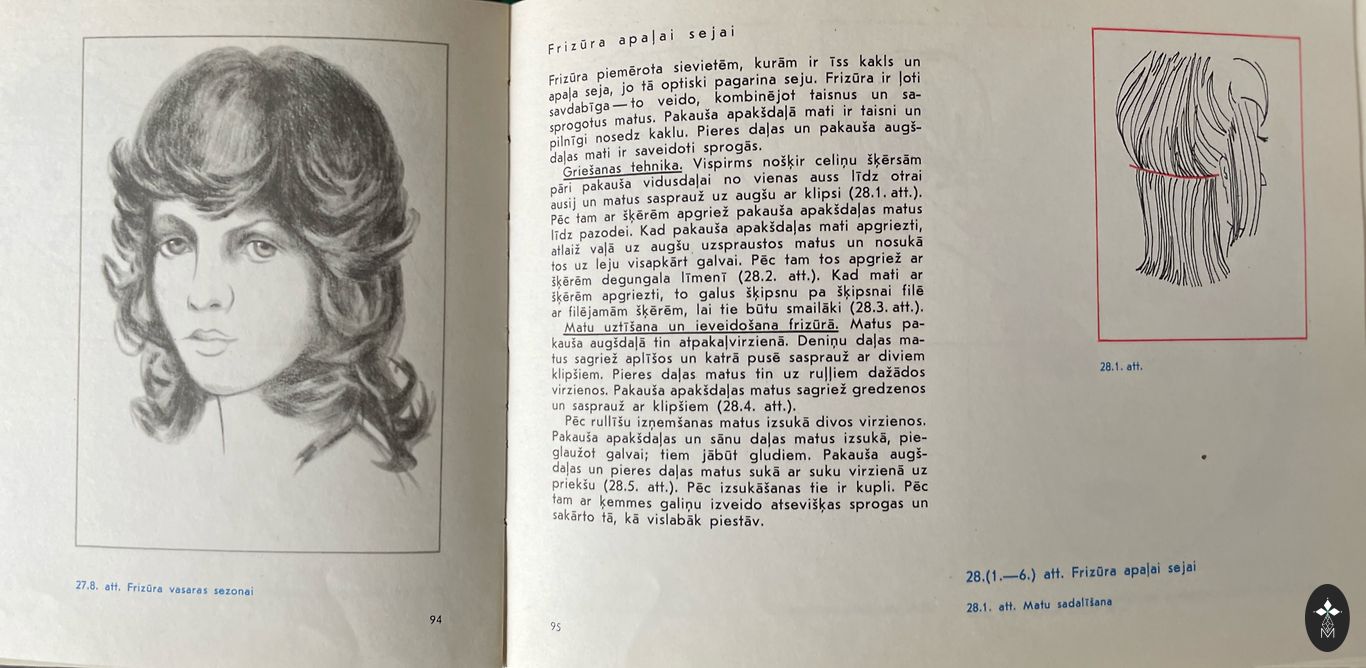 27.8. att. Frizūra vasaras sezonai
94
Frizūra apaļai sejai
Frizūra piemērota sievietēm, kurām ir īss kakls un
apaļa seja, jo tā optiski pagarina seju. Frizūra ir ļoti
savdabīga — to veido, kombinējot taisnus un sa-
sprogotus matus. Pakauša apakšdaļā mati ir taisni un
pilnīgi nosedz kaklu. Pieres daļas un pakauša augš-
daļas mati ir saveidoti sprogās.
Griešanas tehnika. Vispirms nošķir celiņu šķērsām
pāri pakauša vidusdaļai no vienas auss līdz otrai
ausij un matus sasprauž uz augšu ar klipsi (28.1. att.).
Pēc tam ar šķērēm apgriež pakauša apakšdaļas matus
līdz pazodei. Kad pakauša apakšdaļas mati apgriezti,
atlaiž vaļā uz augšu uzspraustos matus un nosukā
tos uz leju visapkārt galvai. Pēc tam tos apgriež ar
šķērēm degungala līmenī (28.2. att.). Kad mati ar
šķērēm apgriezti, to galus šķipsnu pa šķipsnai filē
ar filējamām šķērēm, lai tie būtu smailāki (28.3. att.).
Matu uztīšana un ieveidošana frizūrā. Matus pa-
kauša augšdaļā tin atpakaļvirzienā. Deniņu daļas ma-
tus sagriež aplīšos un katrā pusē sasprauž ar diviem
klipšiem. Pieres daļas matus tin uz ruļļiem dažādos
virzienos. Pakauša apakšdaļas matus sagriež gredzenos
un sasprauž ar klipšiem (28.4. att.).
Pēc rullīšu izņemšanas matus izsukā divos virzienos.
Pakauša apakšdaļas un sānu daļas matus izsukā, pie-
glaužot galvai; tiem jābūt gludiem. Pakauša augš-
daļas un pieres daļas matus sukā ar suku virzienā uz
priekšu (28.5. att.). Pēc izsukāšanas tie ir kupli. Pēc
tam ar ķemmes galiņu izveido atsevišķas sprogas un
sakārto tā, kā vislabāk piestāv.
95
28.1. att.
28.(1.—6.) att. Frizūra apaļai sejai
28.1. att. Matu sadalīšana